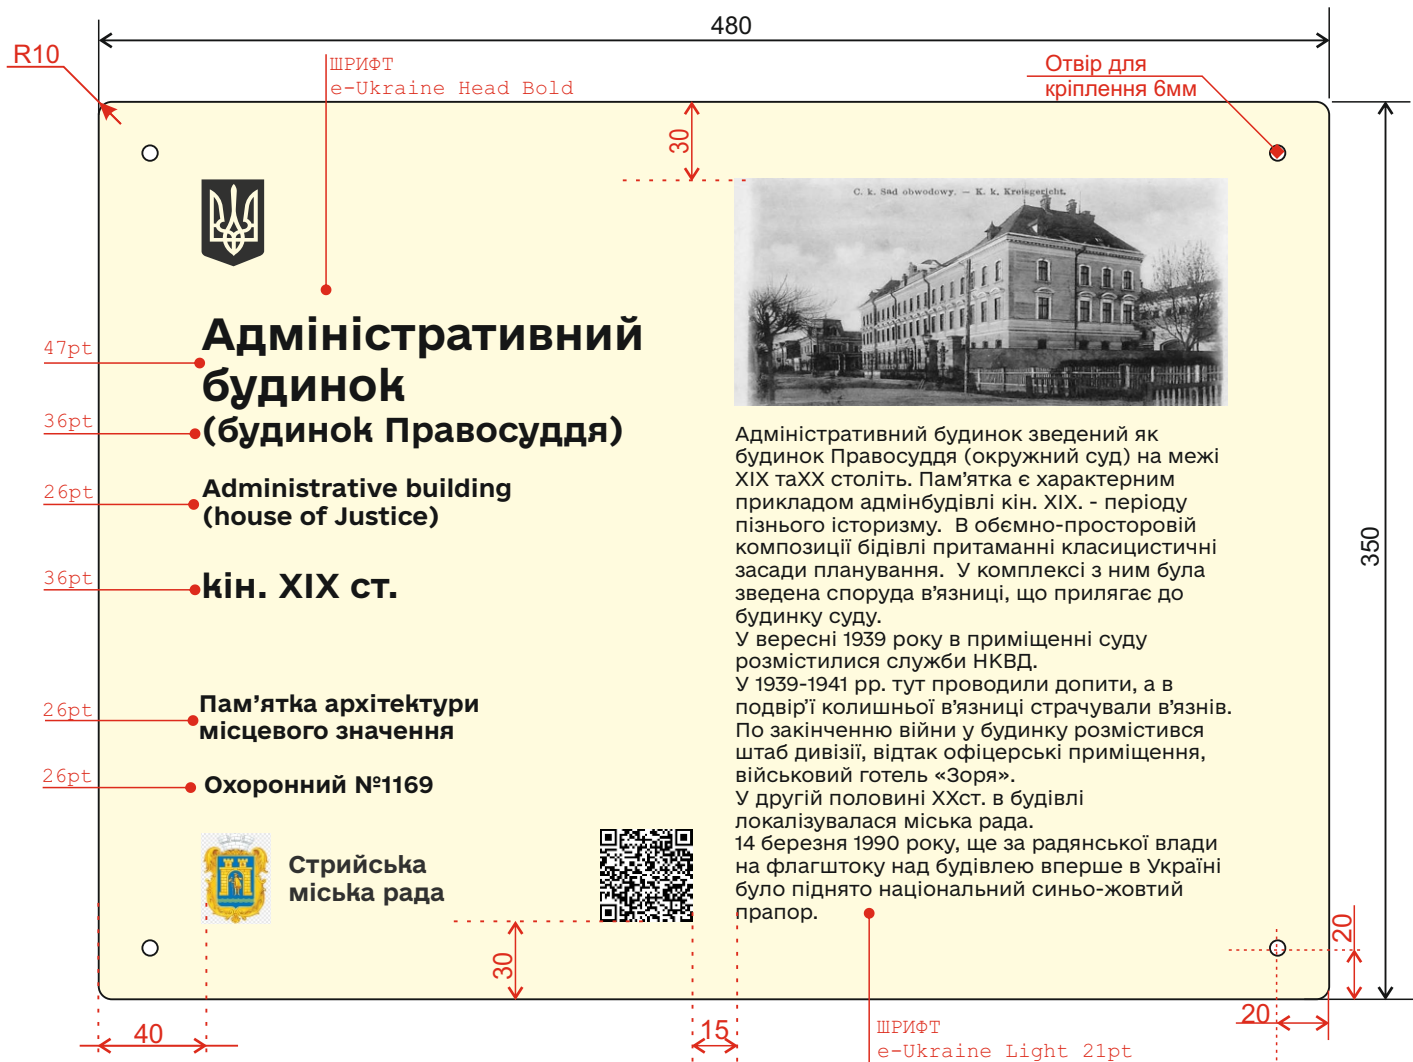 480
R10
ШРИФТ
e-Ukraine Head Bold
Отвір для
кріплення 6мм
30
C. k. Sąd obwodowy. — K. k. Kreisgericht.
350
47pt
Адміністративний
будинок
36pt
(будинок Правосуддя)
26pt
Administrative building
(house of Justice)
36pt
кін. XIX ст.
26pt
Пам’ятка архітектури
місцевого значення
26pt
Охоронний №1169
Стрийська
міська рада
Адміністративний будинок зведений як
будинок Правосуддя (окружний суд) на межі
XIX таXX століть. Пам’ятка є характерним
прикладом адмінбудівлі кін. XIX. - періоду
пізнього історизму.  В обємно-просторовій
композиції бідівлі притаманні класицистичні
засади планування.  У комплексі з ним була
зведена споруда в’язниці, що прилягає до
будинку суду.
У вересні 1939 року в приміщенні суду
розмістилися служби НКВД.
У 1939-1941 рр. тут проводили допити, а в
подвір’ї колишньої в’язниці страчували в’язнів.
По закінченню війни у будинку розмістився
штаб дивізії, відтак офіцерські приміщення,
військовий готель «Зоря».
У другій половині XXст. в будівлі
локалізувалася міська рада.
14 березня 1990 року, ще за радянської влади
на флагштоку над будівлею вперше в Україні
було піднято національний синьо-жовтий
прапор.
30
20
20
40
15
ШРИФТ
e-Ukraine Light 21pt